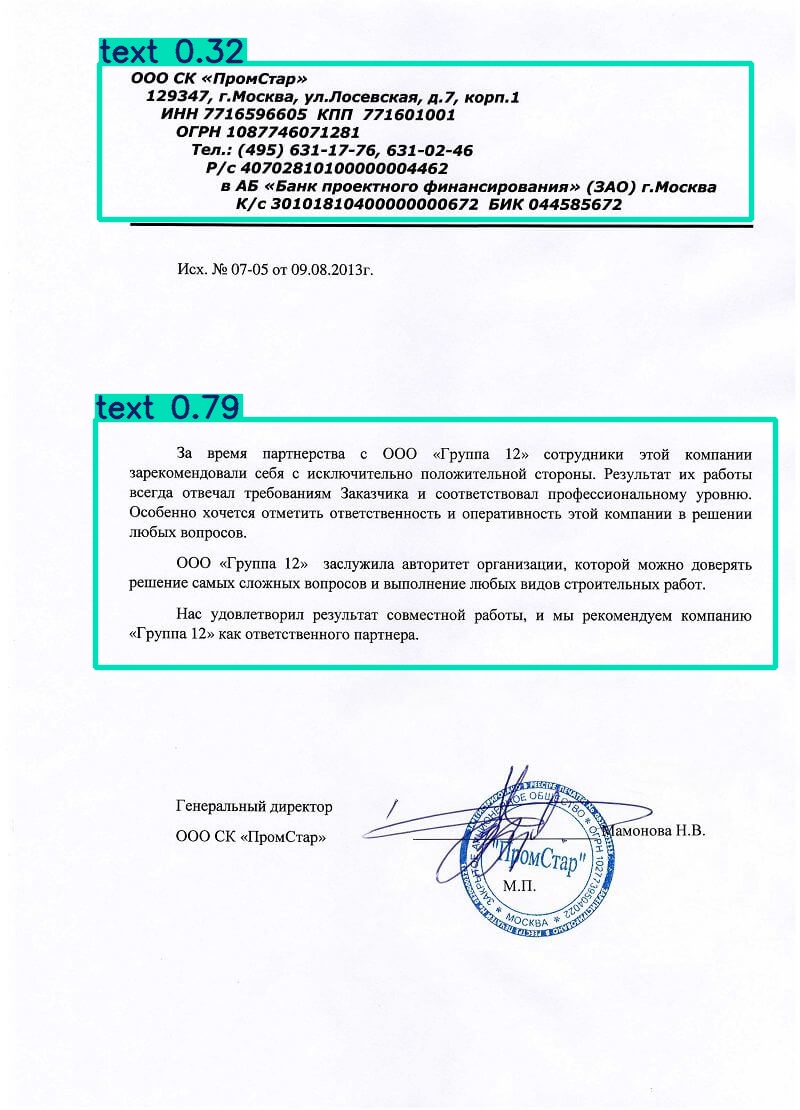 text 0.32
ООО СК «ПромСтар»
129347, г.Москва, ул.Лосевская, д.7, корп.1
ИНН 7716596605 КПП 771601001
ОГРН 1087746071281
Тел.: (495) 631-17-76, 631-02-46
Р/с 40702810100000004462
в АБ «Банк проектного финансирования» (ЗАО) г.Москва
К/с 30101810400000000672 БИК 044585672
Исх. № 07-05 от 09.08.2013г.
text 0.79
За время партнерства с ООО «Группа 12» сотрудники этой компании
зарекомендовали себя с исключительно положительной стороны. Результат их работы
всегда отвечал требованиям Заказчика и соответствовал профессиональному уровню.
Особенно хочется отметить ответственность и оперативность этой компании в решении
любых вопросов.
ООО «Группа 12» заслужила авторитет организации, которой можно доверять
решение самых сложных вопросов и выполнение любых видов строительных работ.
Нас удовлетворил результат совместной работы, и мы рекомендуем компанию
«Группа 12» как ответственного партнера.
Генеральный директор
ООО СК «ПромСтар»
Мамонова Н.В.
М.П.
ЗАКРЫТОЕ АКЦИОНЕРНОЕ ОБЩЕСТВО * ОГРН 1027739504022
* МОСКВА *
"ПромСтар"